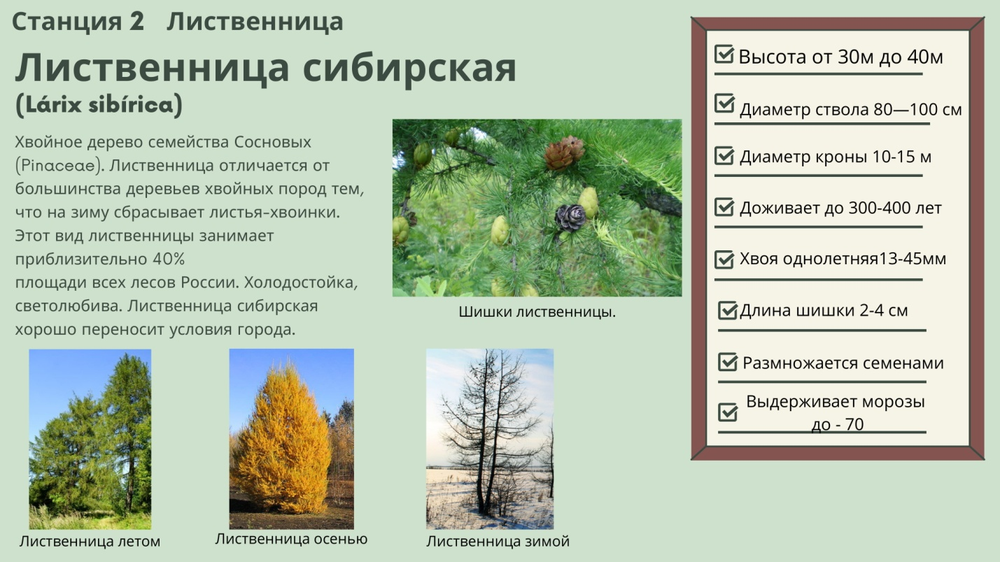 Станция 2 Лиственница
Лиственница сибирская
(Lárix sibírica)
Хвойное дерево семейства Сосновых
(Pinaceae). Лиственница отличается от
большинства деревьев хвойных пород тем,
что на зиму сбрасывает листья-хвоинки.
Этот вид лиственницы занимает
приблизительно 40%
площади всех лесов России. Холодостойка,
светолюбива. Лиственница сибирская
хорошо переносит условия города.
Шишки лиственницы.
Лиственница летом
Лиственница осенью
Лиственница зимой
Высота от 30м до 40м
Диаметр ствола 80—100 см
Диаметр кроны 10-15 м
Доживает до 300-400 лет
Хвоя однолетняя13-45мм
Длина шишки 2-4 см
Размножается семенами
Выдерживает морозы
до - 70